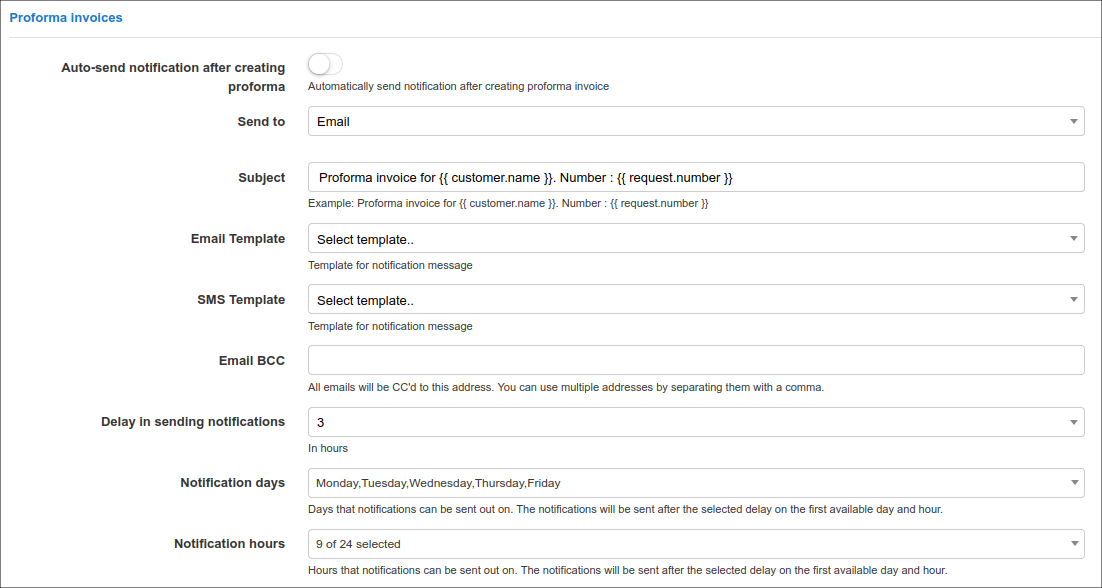 Proforma invoices
Auto-send notification after creating
proforma
Automatically send notification after creating proforma invoice
Send to
Email
Subject
Proforma invoice for {{ customer.name }}. Number : {{ request.number }}
Example: Proforma invoice for {{ customer.name }}. Number : {{ request.number }}
Email Template
Select template..
Template for notification message
SMS Template
Select template..
Template for notification message
Email BCC
All emails will be CC'd to this address. You can use multiple addresses by separating them with a comma.
Delay in sending notifications
3
In hours
Notification days
Monday,Tuesday,Wednesday,Thursday,Friday
Days that notifications can be sent out on. The notifications will be sent after the selected delay on the first available day and hour.
Notification hours
9 of 24 selected
Hours that notifications can be sent out on. The notifications will be sent after the selected delay on the first available day and hour.